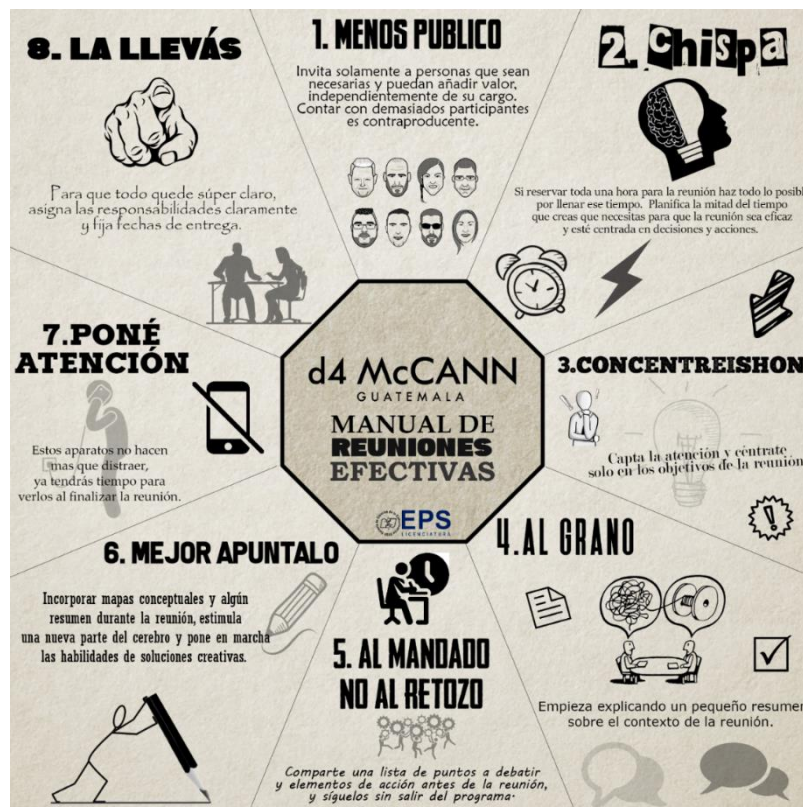 1. MENOS PUBLICO
Invita solamente a personas que sean
necesarias y puedan añadir valor,
independientemente de su cargo.
Contar con demasiados participantes
es contraproducente.
2. Chispa
Si reservar toda una hora para la reunión haz todo lo posibl
por llenar ese tiempo. Planifica la mitad del tiempo
que creas que necesitas para que la reunión sea eficaz
y esté centrada en decisiones y acciones.
3.CONCENTREISHON
Capta la atención y céntrate
solo en los objetivos de la reunión
4.AL GRANO
Empieza explicando un pequeño resumen
sobre el contexto de la reunión.
5. AL MANDADO
NO AL RETOZO
Comparte una lista de puntos a debatir
y elementos de acción antes de la reunión,
y síguelos sin salir del programa.
6. MEJOR APUNTALO
Incorporar mapas conceptuales y algún
resumen durante la reunión, estimula
una nueva parte del cerebro y pone en marcha
las habilidades de soluciones creativas.
7.PONÉ
ATENCIÓN
Estos aparatos no hacen
mas que distraer,
ya tendrás tiempo para
verlos al finalizar la reunión.
8. LA LLEVÁS
Para que todo quede súper claro,
asigna las responsabilidades claramente
y fija fechas de entrega.
d4 McCANN
GUATEMALA
MANUAL DE
REUNIONES
EFECTIVAS
EPS
LICENCIATURA